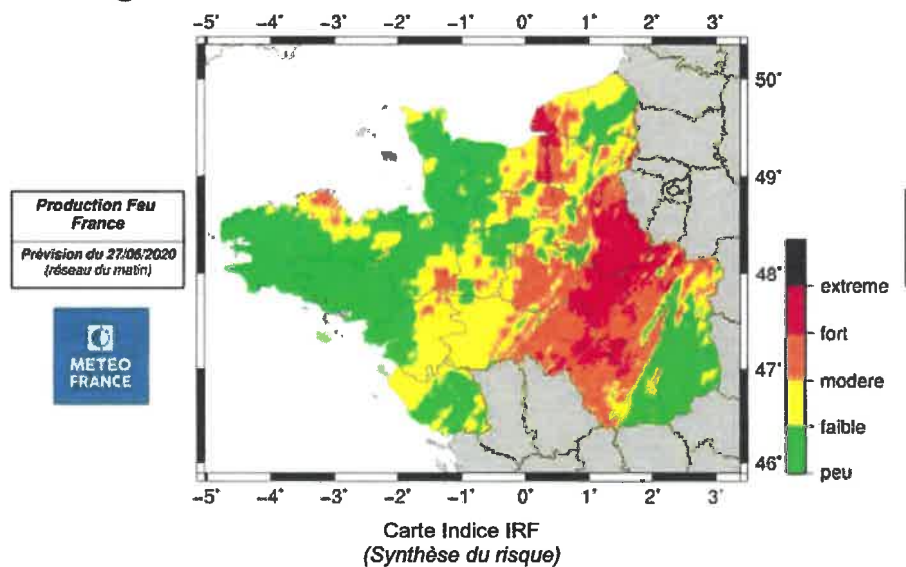 −5° −4° −3° −2° −1° 0° 1° 2° 3°
50°
49°
48°
47°
46°
Production Feu
France
Prévision du 27/06/2020
(réseau du matin)
METEO
FRANCE
extreme
fort
modere
faible
peu
−5° −4° −3° −2° −1° 0° 1° 2° 3°
Carte Indice IRF
(Synthèse du risque)